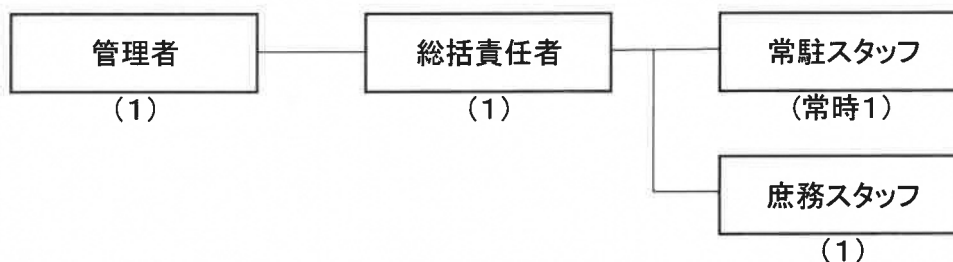 管理者
(1)
総括責任者
(1)
常駐スタッフ
(常時1)
庶務スタッフ
(1)